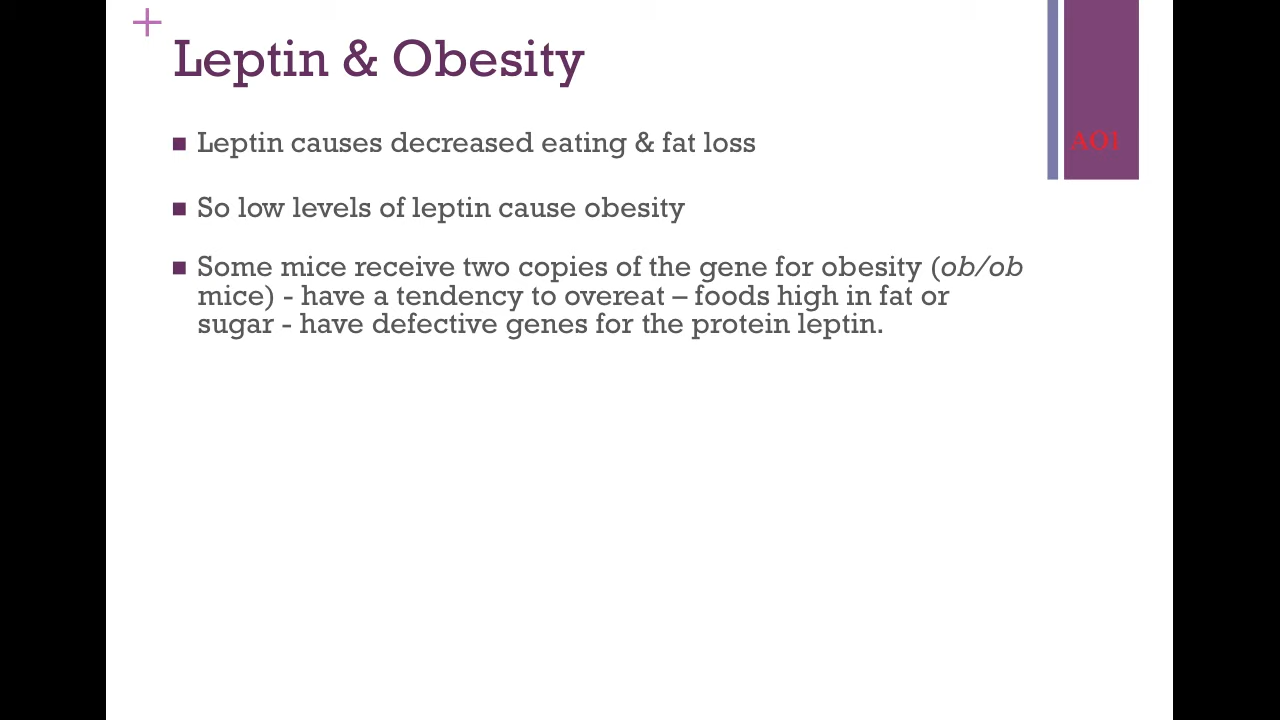 Leptin & Obesity
AO1
■ Leptin causes decreased eating & fat loss
■ So low levels of leptin cause obesity
■ Some mice receive two copies of the gene for obesity (ob/ob
mice) - have a tendency to overeat – foods high in fat or
sugar - have defective genes for the protein leptin.